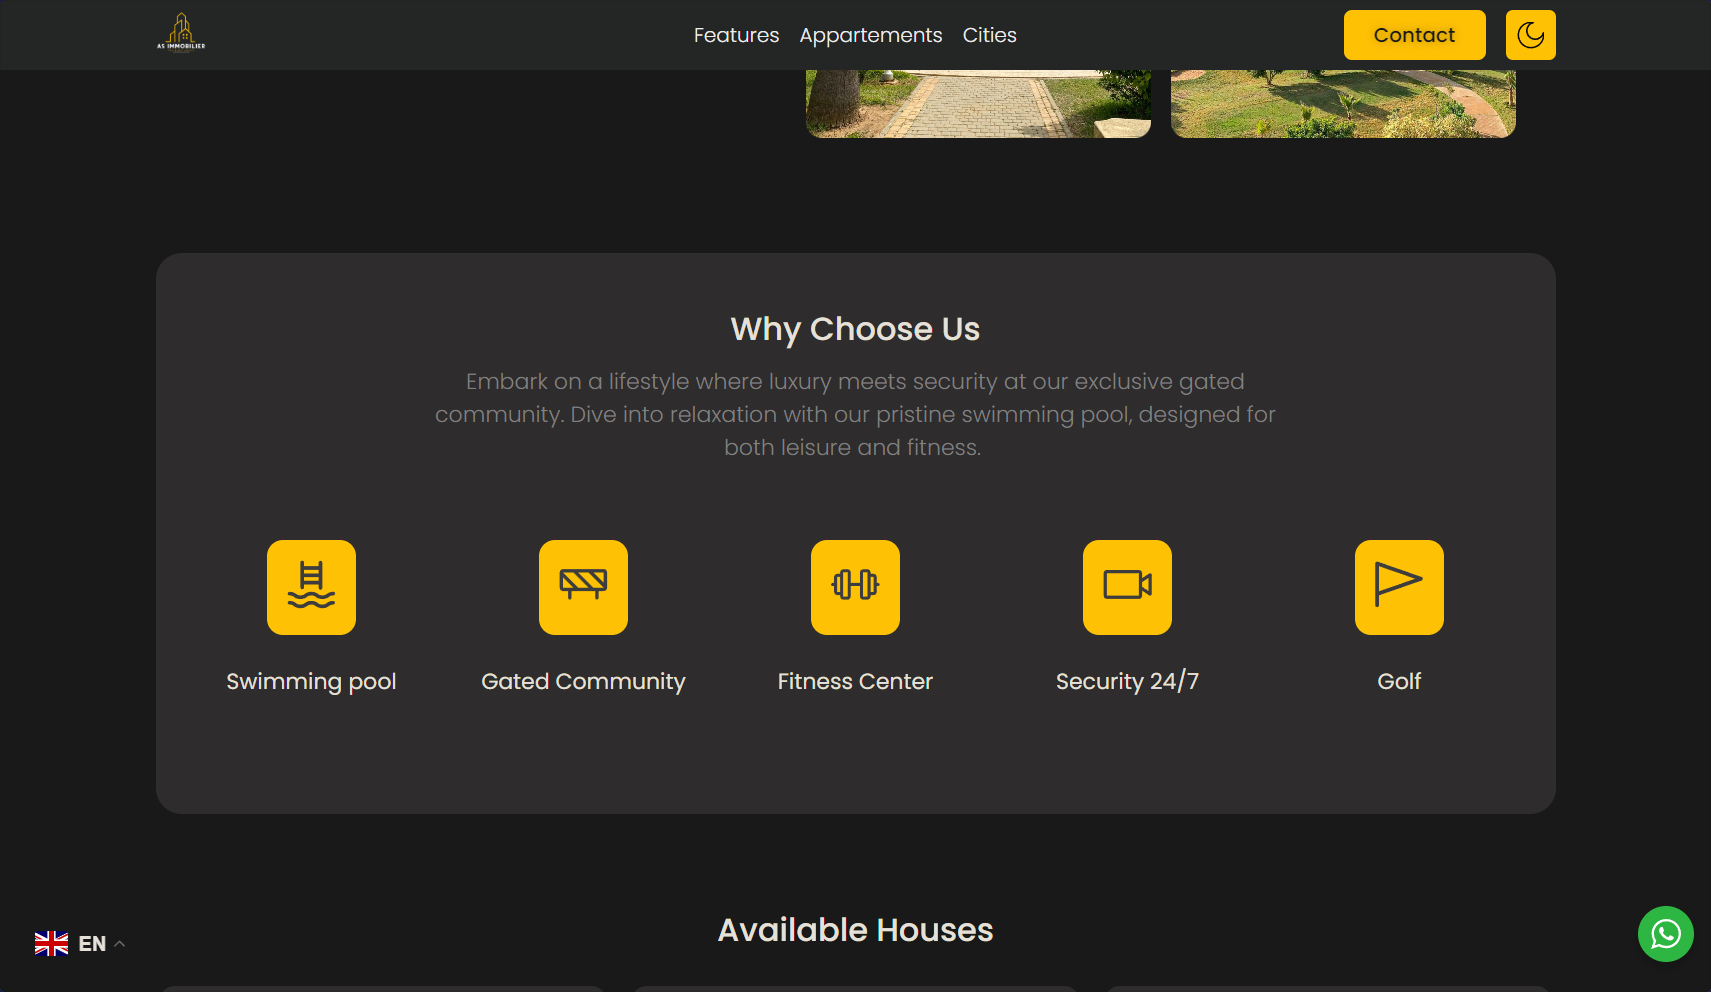 AS IMMOBILIER
Features Appartements Cities
Contact
Why Choose Us
Embark on a lifestyle where luxury meets security at our exclusive gated
community. Dive into relaxation with our pristine swimming pool, designed for
both leisure and fitness.
Swimming pool Gated Community Fitness Center Security 24/7 Golf
Available Houses
EN